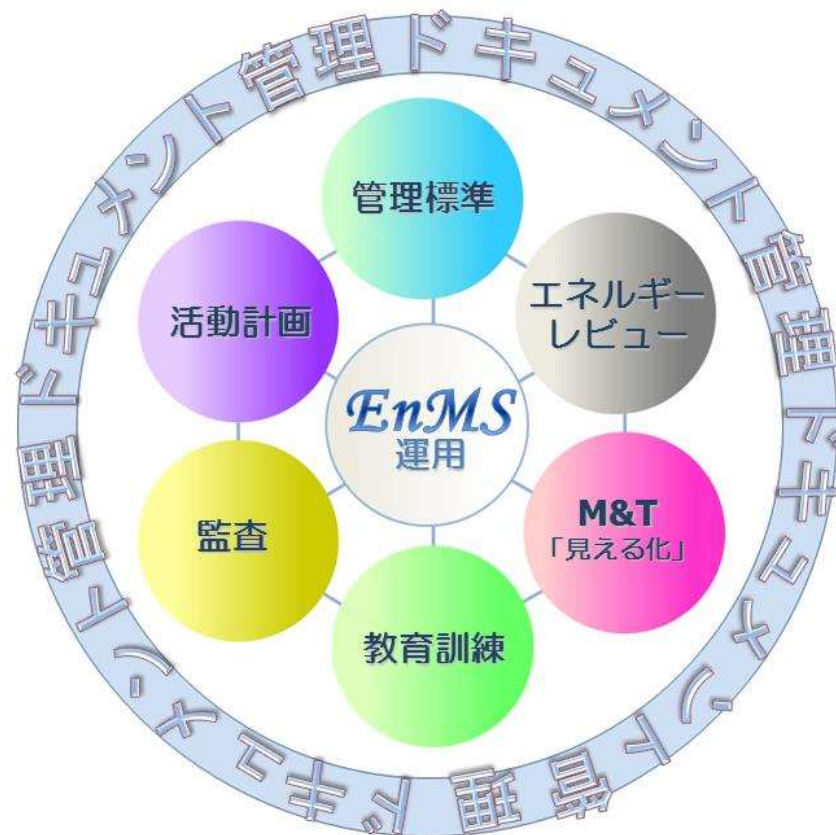 ドキュメント管理
ドキュメント管理
ドキュメント管理
ドキュメント管理
管理標準
エネルギー
レビュー
M&T
「見える化」
教育訓練
監査
活動計画
EnMS
運用